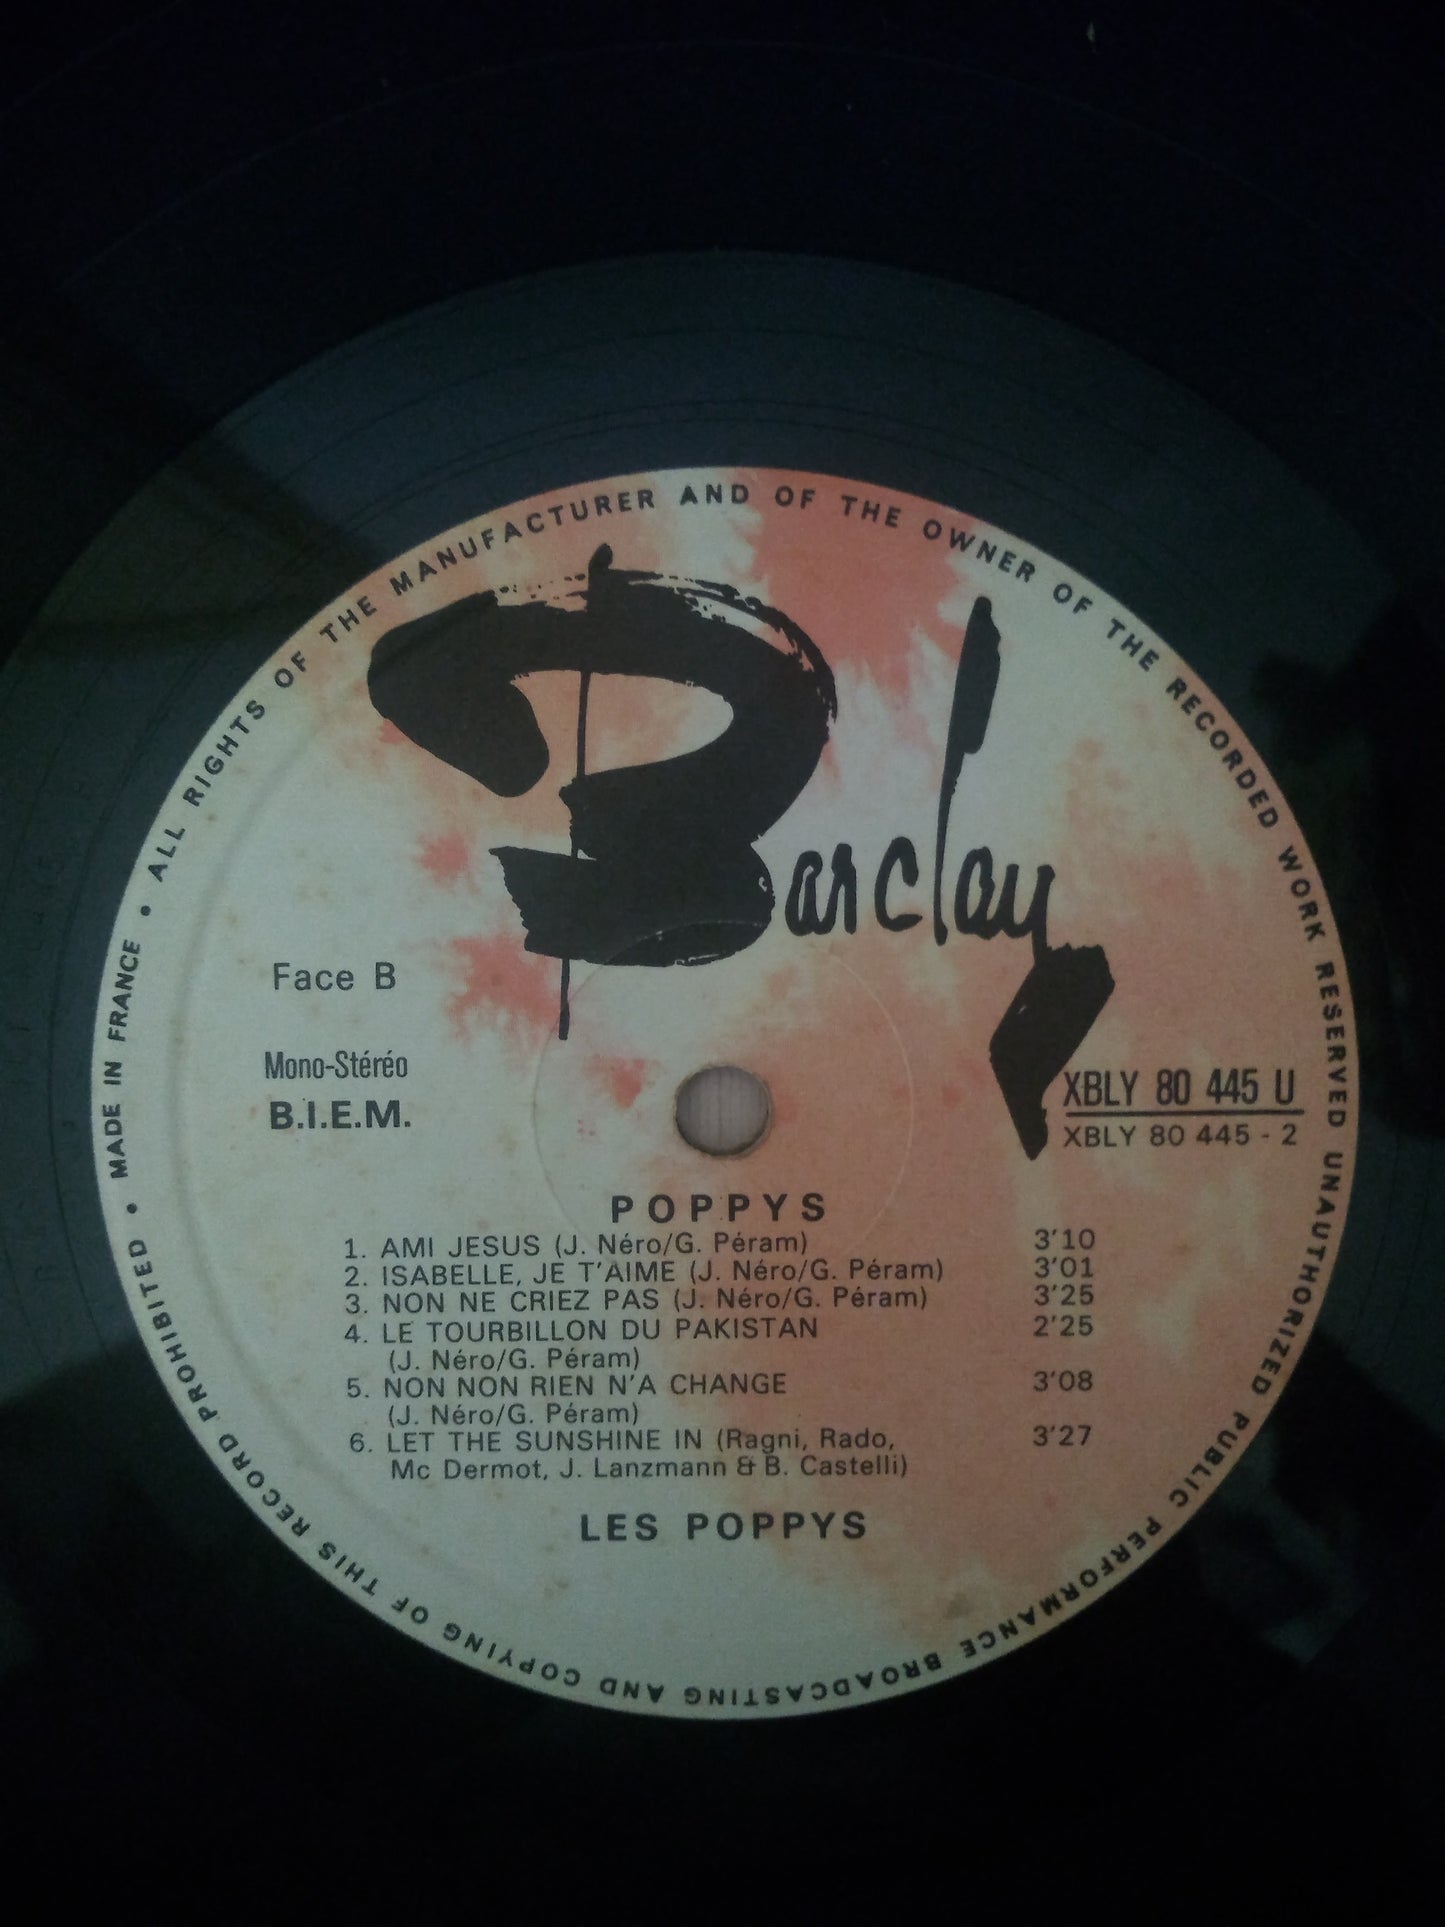 • MADE IN FRANCE • ALL RIGHTS OF THE MANUFACTURER AND OF THE OWNER OF THE RECORDED WORK RESERVED UNAUTHORIZED PUBLIC PERFORMANCE BROADCASTING AND COPYING OF THIS RECORD PROHIBITED
Barclay
Face B
Mono-Stéréo
B.I.E.M.
XBLY 80 445 U
XBLY 80 445 - 2
POPPYS
1. AMI JESUS (J. Néro/G. Péram) 3'10
2. ISABELLE, JE T'AIME (J. Néro/G. Péram) 3'01
3. NON NE CRIEZ PAS (J. Néro/G. Péram) 3'25
4. LE TOURBILLON DU PAKISTAN 2'25
(J. Néro/G. Péram)
5. NON NON RIEN N'A CHANGE 3'08
(J. Néro/G. Péram)
6. LET THE SUNSHINE IN (Ragni, Rado, 3'27
Mc Dermot, J. Lanzmann & B. Castelli)
LES POPPYS